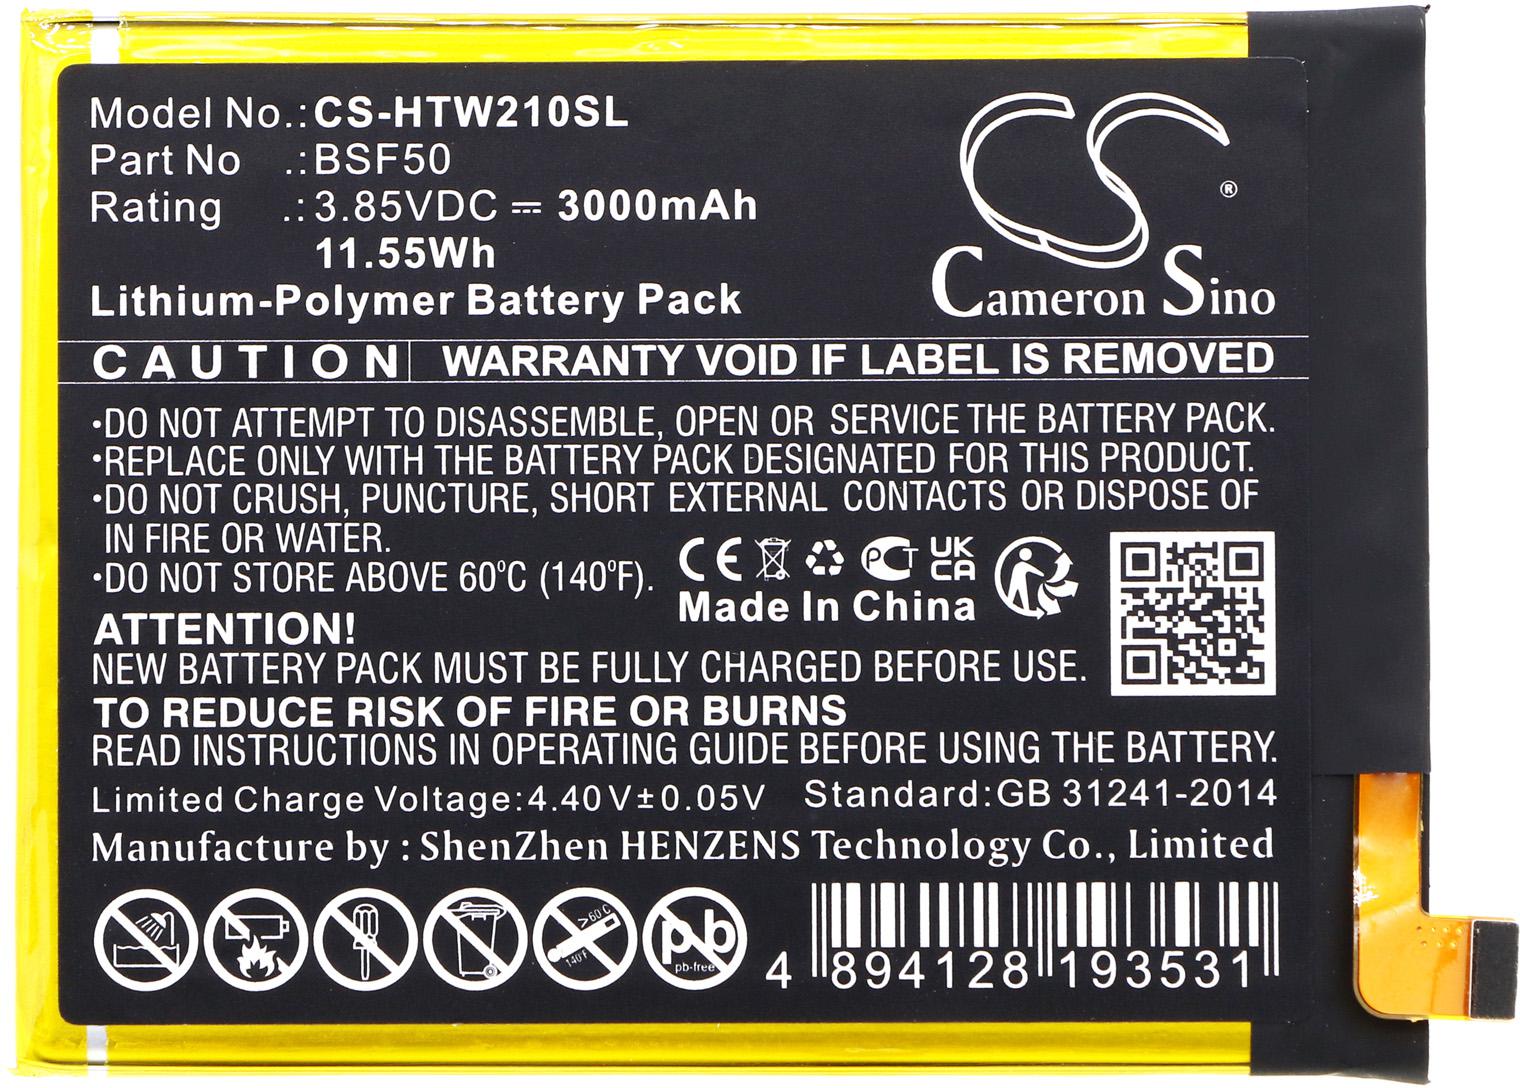 Model No.:CS-HTW210SL
Part No .:BSF50
Rating .:3.85VDC ⎓ 3000mAh
11.55Wh
Lithium-Polymer Battery Pack
®
Cameron Sino
CAUTION WARRANTY VOID IF LABEL IS REMOVED
•DO NOT ATTEMPT TO DISASSEMBLE, OPEN OR SERVICE THE BATTERY PACK.
•REPLACE ONLY WITH THE BATTERY PACK DESIGNATED FOR THIS PRODUCT.
•DO NOT CRUSH, PUNCTURE, SHORT EXTERNAL CONTACTS OR DISPOSE OF
IN FIRE OR WATER.
•DO NOT STORE ABOVE 60°C (140°F).
CE PCT UK
CA
Made In China
ATTENTION!
NEW BATTERY PACK MUST BE FULLY CHARGED BEFORE USE.
TO REDUCE RISK OF FIRE OR BURNS
READ INSTRUCTIONS IN OPERATING GUIDE BEFORE USING THE BATTERY.
Limited Charge Voltage:4.40V±0.05V Standard:GB 31241-2014
Manufacture by : ShenZhen HENZENS Technology Co., Limited
>60°C
140°F
pb
pb-free
4 894128 193531